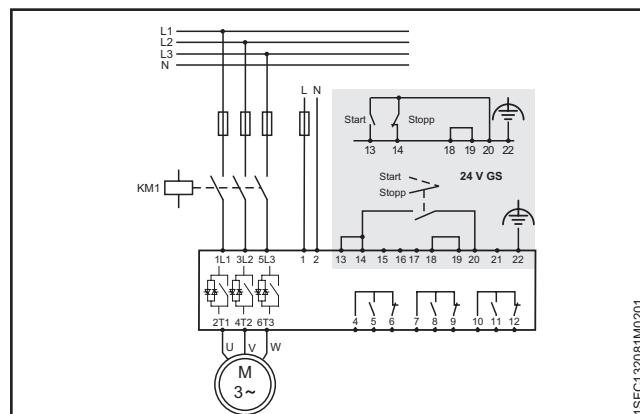 L1
L2
L3
N
L N
Start Stopp
13 14 18 19 20 22
Start
Stopp
24 V GS
KM1
1L1 3L2 5L3 1 2 13 14 15 16 17 18 19 20 21 22
2T1 4T2 6T3 4 5 6 7 8 9 10 11 12
U V W
M
3~
1SFC132081M0201